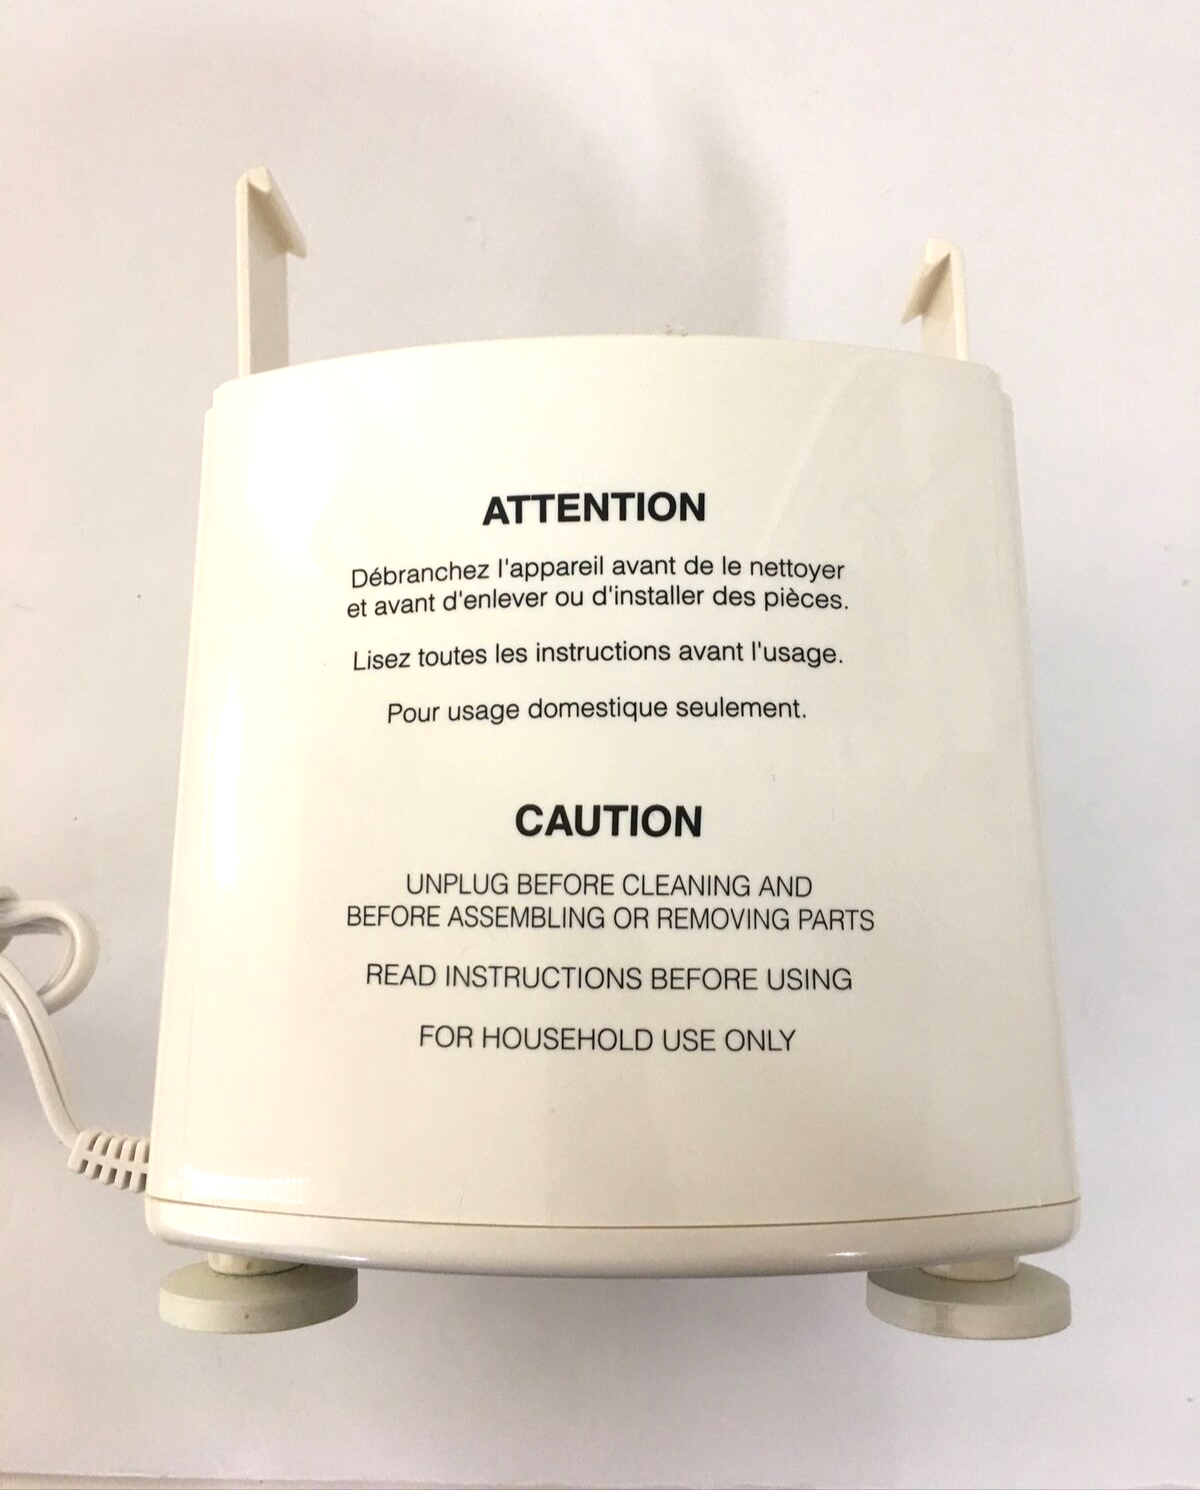 ATTENTION
Débranchez l'appareil avant de le nettoyer
et avant d'enlever ou d'installer des pièces.
Lisez toutes les instructions avant l'usage.
Pour usage domestique seulement.
CAUTION
UNPLUG BEFORE CLEANING AND
BEFORE ASSEMBLING OR REMOVING PARTS
READ INSTRUCTIONS BEFORE USING
FOR HOUSEHOLD USE ONLY